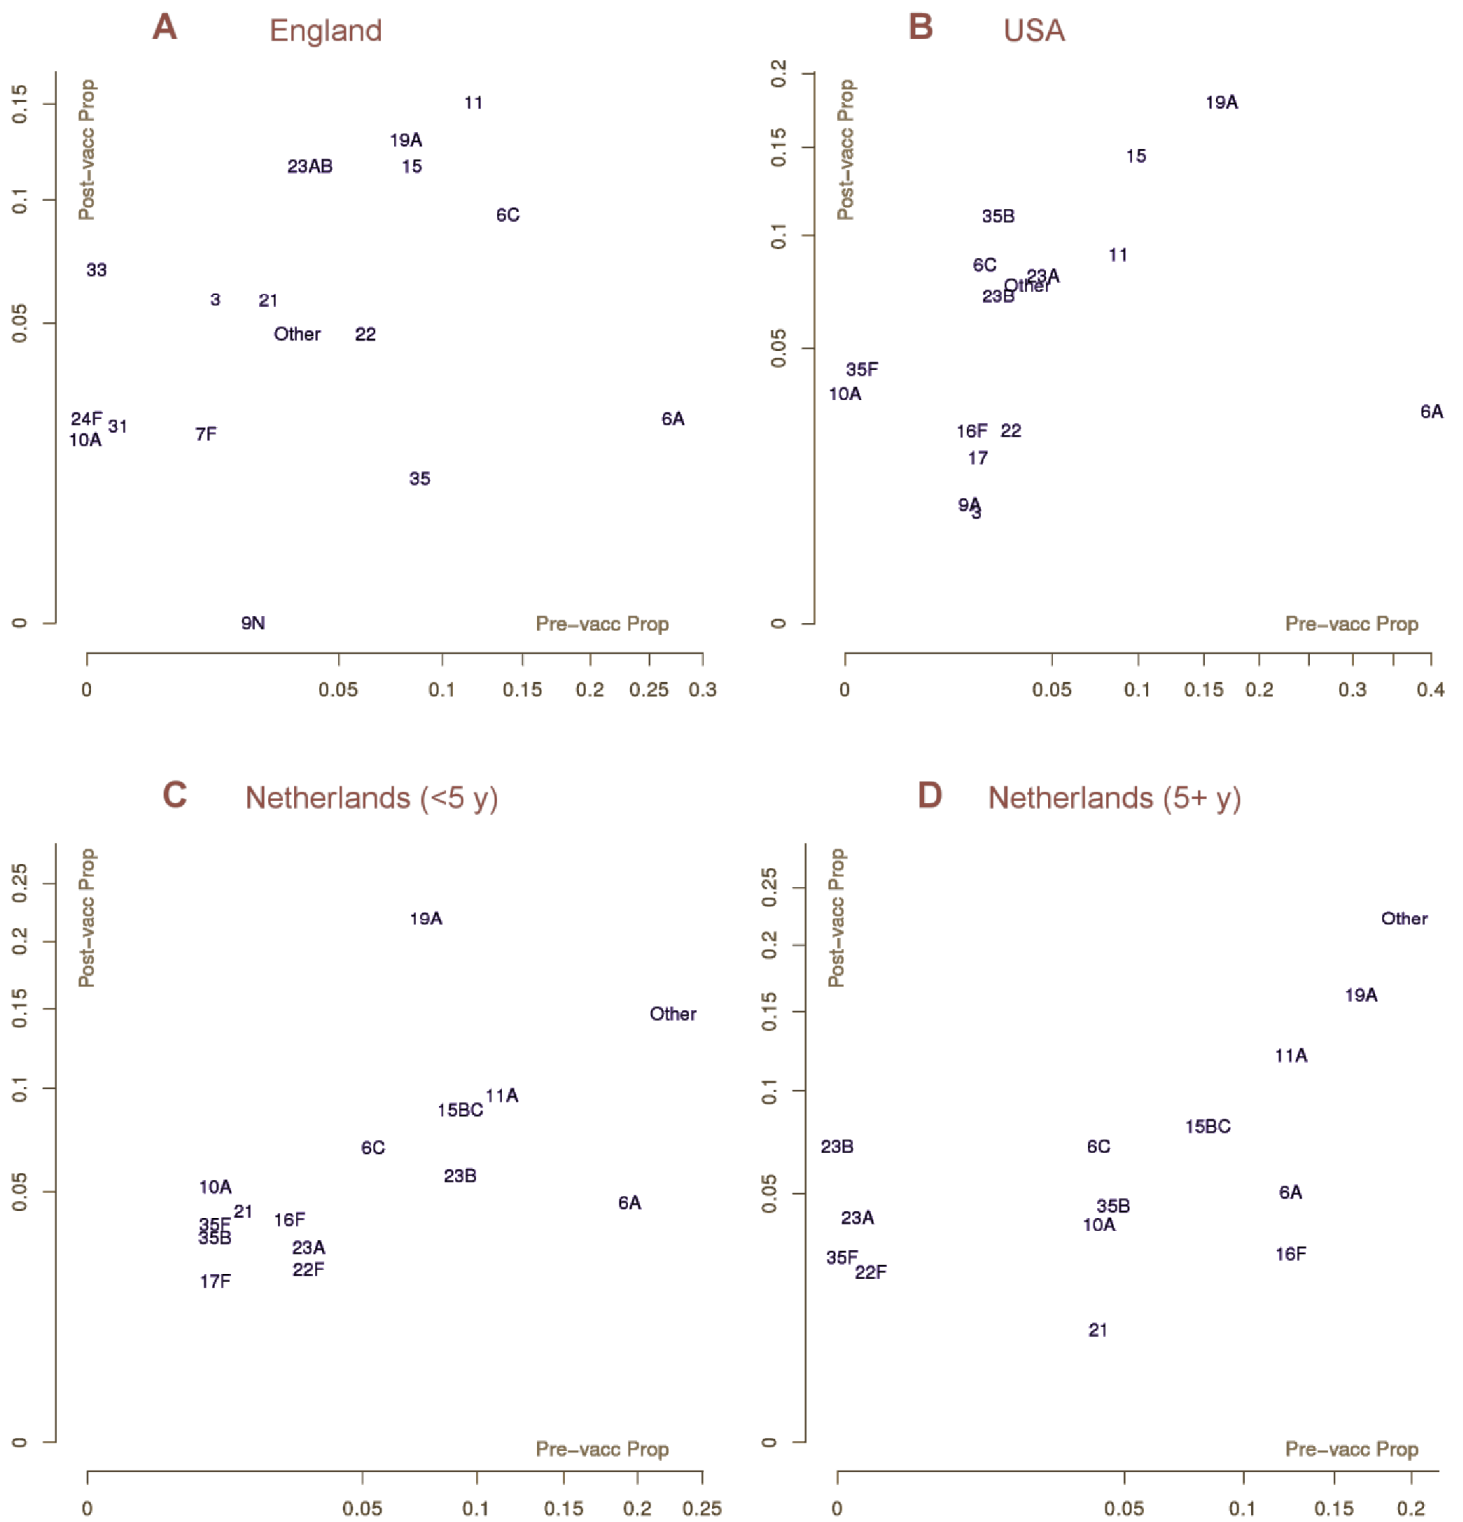 A England
Post-vacc Prop
0.15
0.1
0.05
0
11
19A
23AB
15
6C
33
3
21
Other
22
24F
31
10A
7F
6A
35
9N
Pre-vacc Prop
0 0.05 0.1 0.15 0.2 0.25 0.3
B USA
Post-vacc Prop
0.2
0.15
0.1
0.05
0
19A
15
35B
11
6C
23A
Other
23B
35F
10A
6A
16F
22
17
9A
3
Pre-vacc Prop
0 0.05 0.1 0.15 0.2 0.3 0.4
C Netherlands (<5 y)
Post-vacc Prop
0.25
0.2
0.15
0.1
0.05
0
19A
Other
11A
15BC
6C
23B
10A
6A
21
16F
35F
35B
23A
22F
17F
Pre-vacc Prop
0 0.05 0.1 0.15 0.2 0.25
D Netherlands (5+ y)
Post-vacc Prop
0.25
0.2
0.15
0.1
0.05
0
Other
19A
11A
15BC
23B
6C
6A
35B
23A
10A
16F
35F
22F
21
Pre-vacc Prop
0 0.05 0.1 0.15 0.2